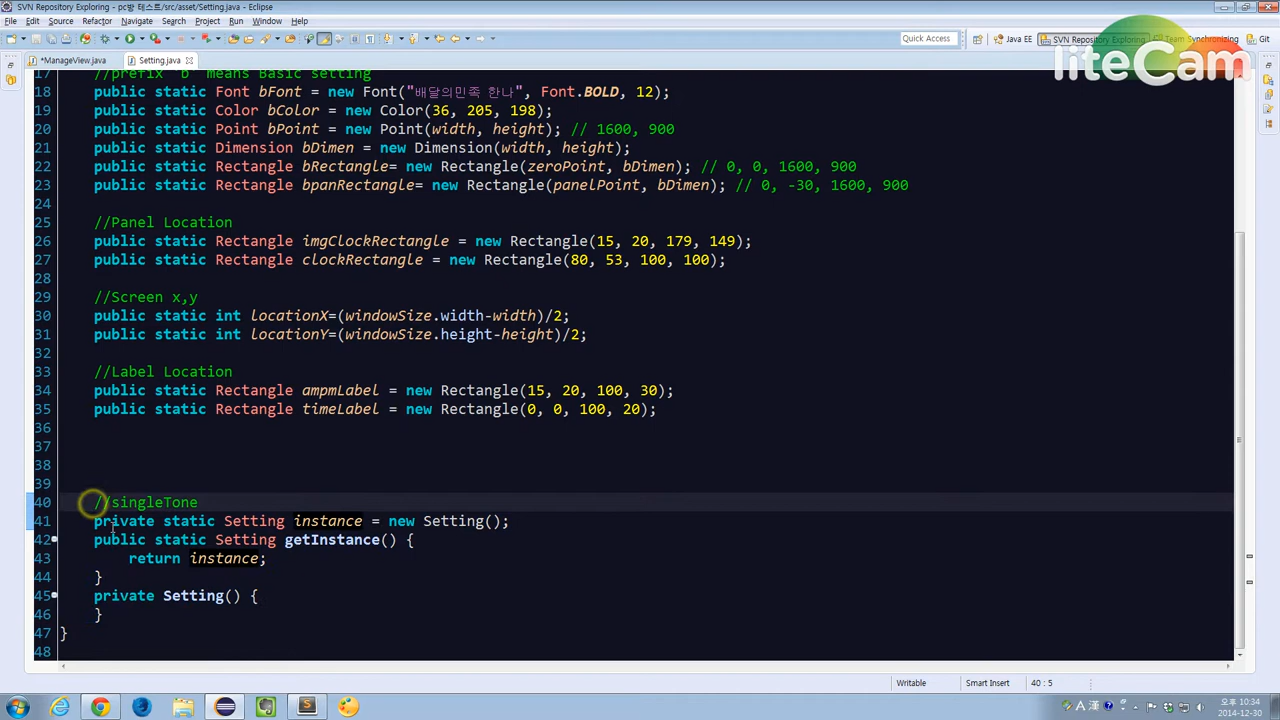 SVN Repository Exploring - pc방 테스트/src/asset/Setting.java - Eclipse
File Edit Source Refactoring Navigate Search Project Run Window Help
Quick Access Java EE SVN Repository Exploring Team Synchronizing Git
liteCam
*ManageView.java Setting.java
17 //prefix 'b' means Basic setting
18 public static Font bFont = new Font("배달의민족 한나", Font.BOLD, 12);
19 public static Color bColor = new Color(36, 205, 198);
20 public static Point bPoint = new Point(width, height); // 1600, 900
21 public static Dimension bDimen = new Dimension(width, height);
22 public static Rectangle bRectangle= new Rectangle(zeroPoint, bDimen); // 0, 0, 1600, 900
23 public static Rectangle bpanRectangle= new Rectangle(panelPoint, bDimen); // 0, -30, 1600, 900
24
25 //Panel Location
26 public static Rectangle imgClockRectangle = new Rectangle(15, 20, 179, 149);
27 public static Rectangle clockRectangle = new Rectangle(80, 53, 100, 100);
28
29 //Screen x,y
30 public static int locationX=(windowSize.width-width)/2;
31 public static int locationY=(windowSize.height-height)/2;
32
33 //Label Location
34 public static Rectangle ampmLabel = new Rectangle(15, 20, 100, 30);
35 public static Rectangle timeLabel = new Rectangle(0, 0, 100, 20);
36
37
38
39
40 //singleTone
41 private static Setting instance = new Setting();
42 public static Setting getInstance() {
43 return instance;
44 }
45 private Setting() {
46 }
47 }
48
Writable Smart Insert 40 : 5
A 漢 오후 10:34
2014-12-30